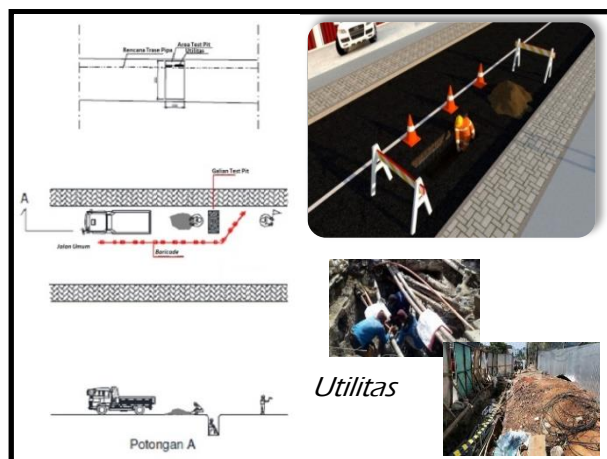 Area Test Pit
Utilitas
Rencana Trase Pipa
Galian Test Pit
A
Jalan Umum
Baricade
Potongan A
Utilitas